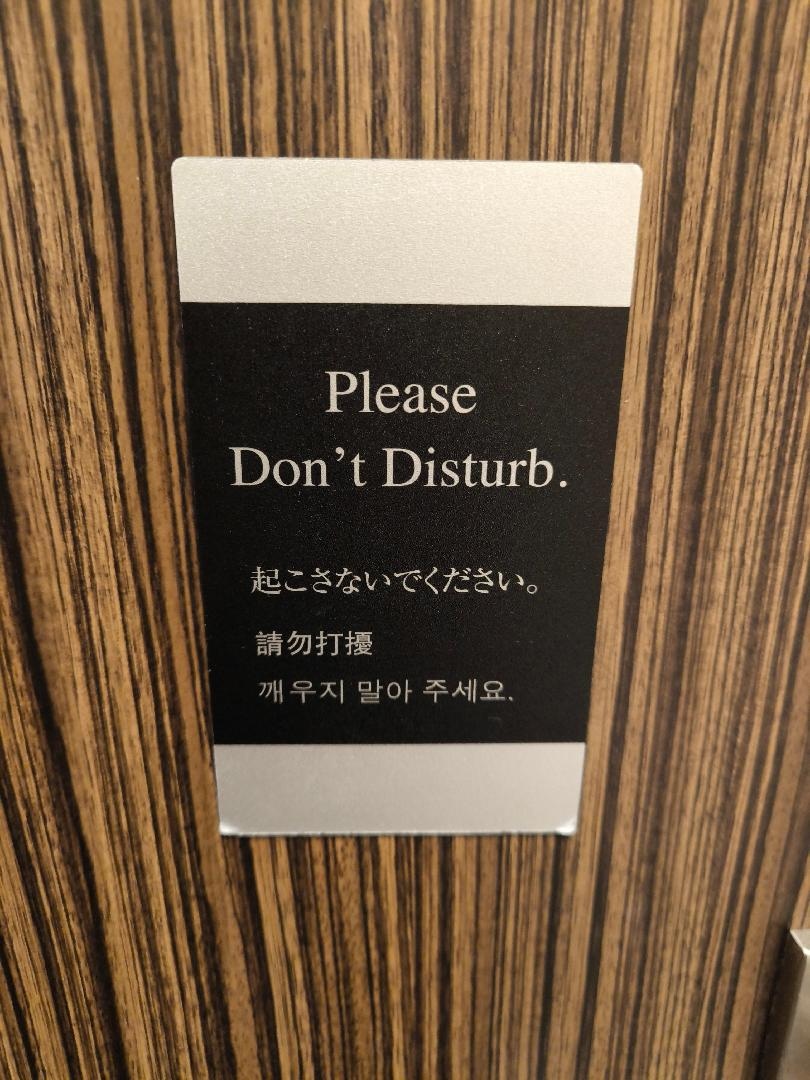 Please
Don't Disturb.
起こさないでください。
請勿打擾
깨우지 말아 주세요.